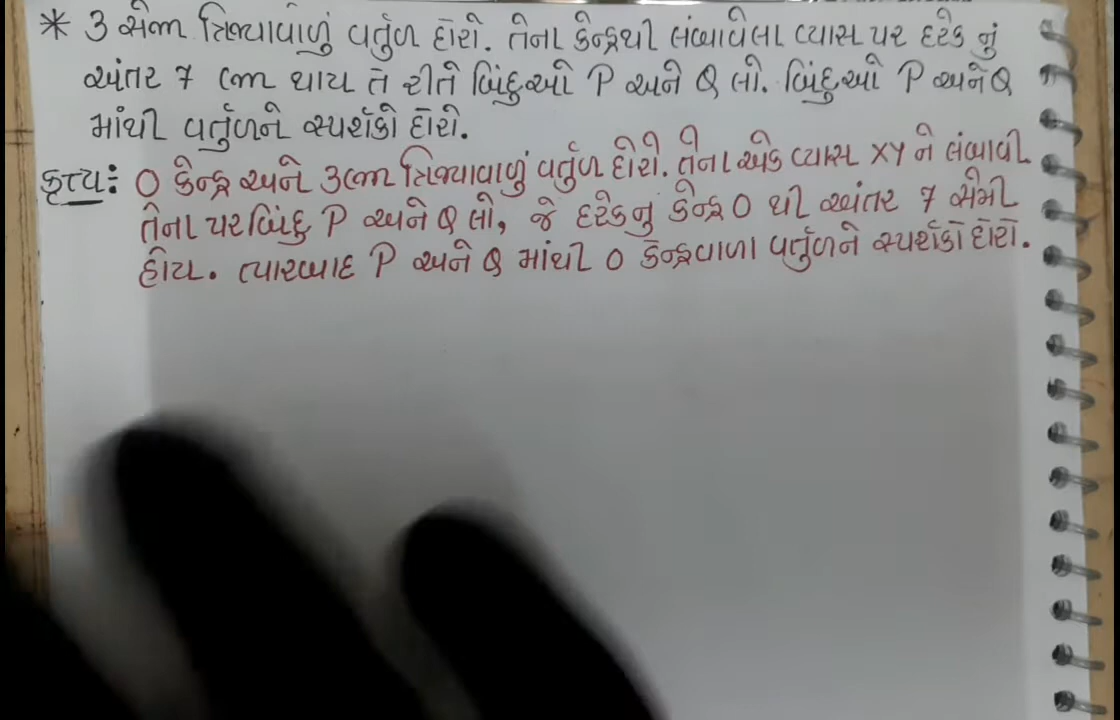 * 3 સેમ ત્રિજ્યાવાળું વર્તુળ દોરો. તેના કેન્દ્રથી લંબાવેલા વ્યાસ પર દરેક નું
અંતર 7 cm થાય તે રીતે બિંદુઓ P અને Q લો. બિંદુઓ P અને Q
માંથી વર્તુળને સ્પર્શકો દોરો.
કૃત્ય: O કેન્દ્ર અને 3cm ત્રિજ્યાવાળું વર્તુળ દોરો. તેના એક વ્યાસ XY ને લંબાવી
તેના પર બિંદુ P અને Q લો, જે દરેકનુ કેન્દ્ર O થી અંતર 7 સેમી
હોય. ત્યારબાદ P અને Q માંથી O કેન્દ્રવાળા વર્તુળને સ્પર્શકો દોરો.